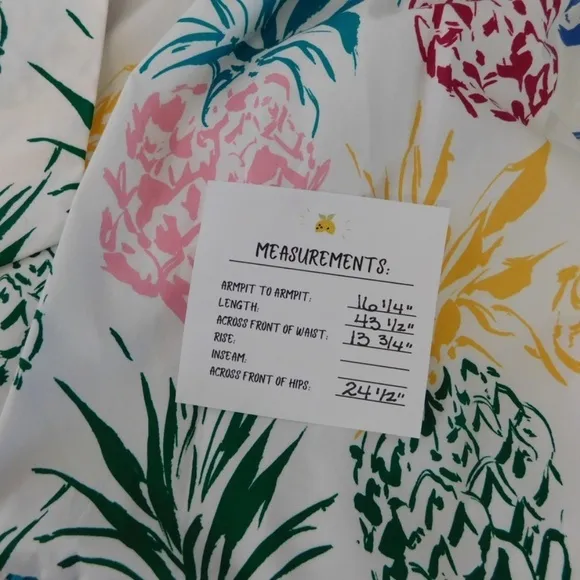 MEASUREMENTS:
ARMPIT TO ARMPIT: 16 1/4"
LENGTH: 43 1/2"
ACROSS FRONT OF WAIST: 13 3/4"
RISE:
INSEAM:
ACROSS FRONT OF HIPS: 24 1/2"